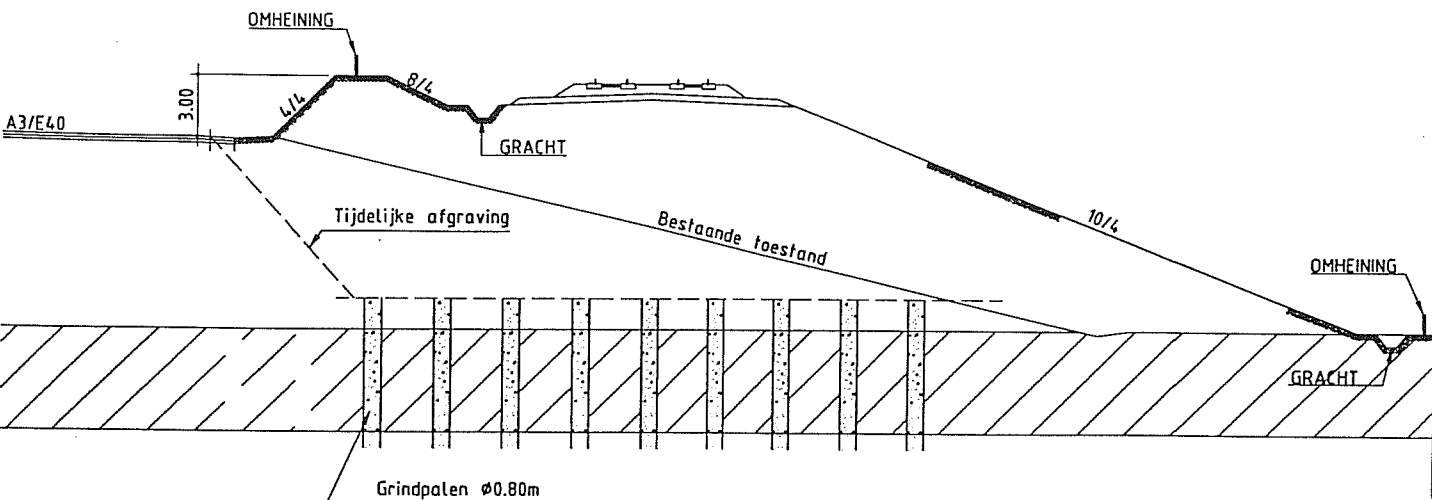 OMHEINING
3.00
4/4
8/4
A3/E40
GRACHT
Tijdelijke afgraving
Bestaande toestand
10/4
OMHEINING
GRACHT
Grindpalen Ø0.80m